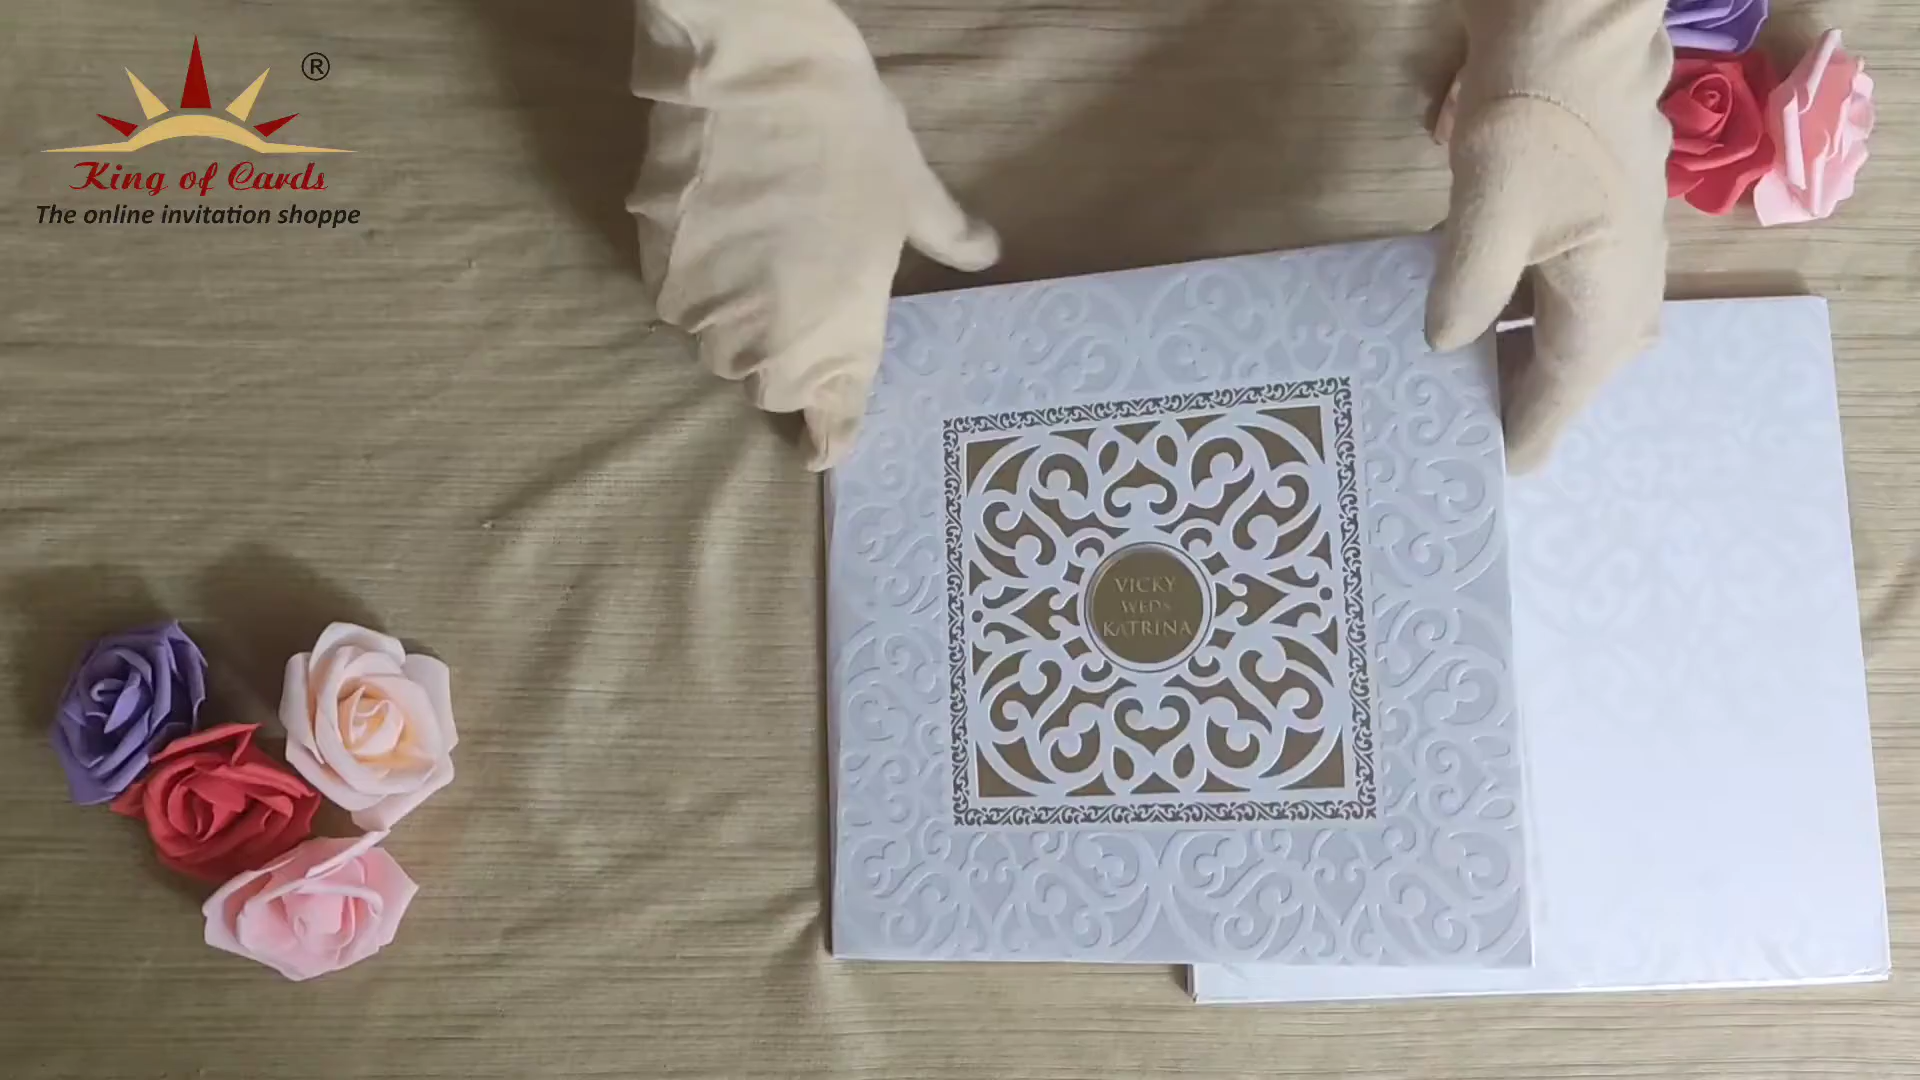 ®
King of Cards
The online invitation shoppe
VICKY
WEDS
KATRINA